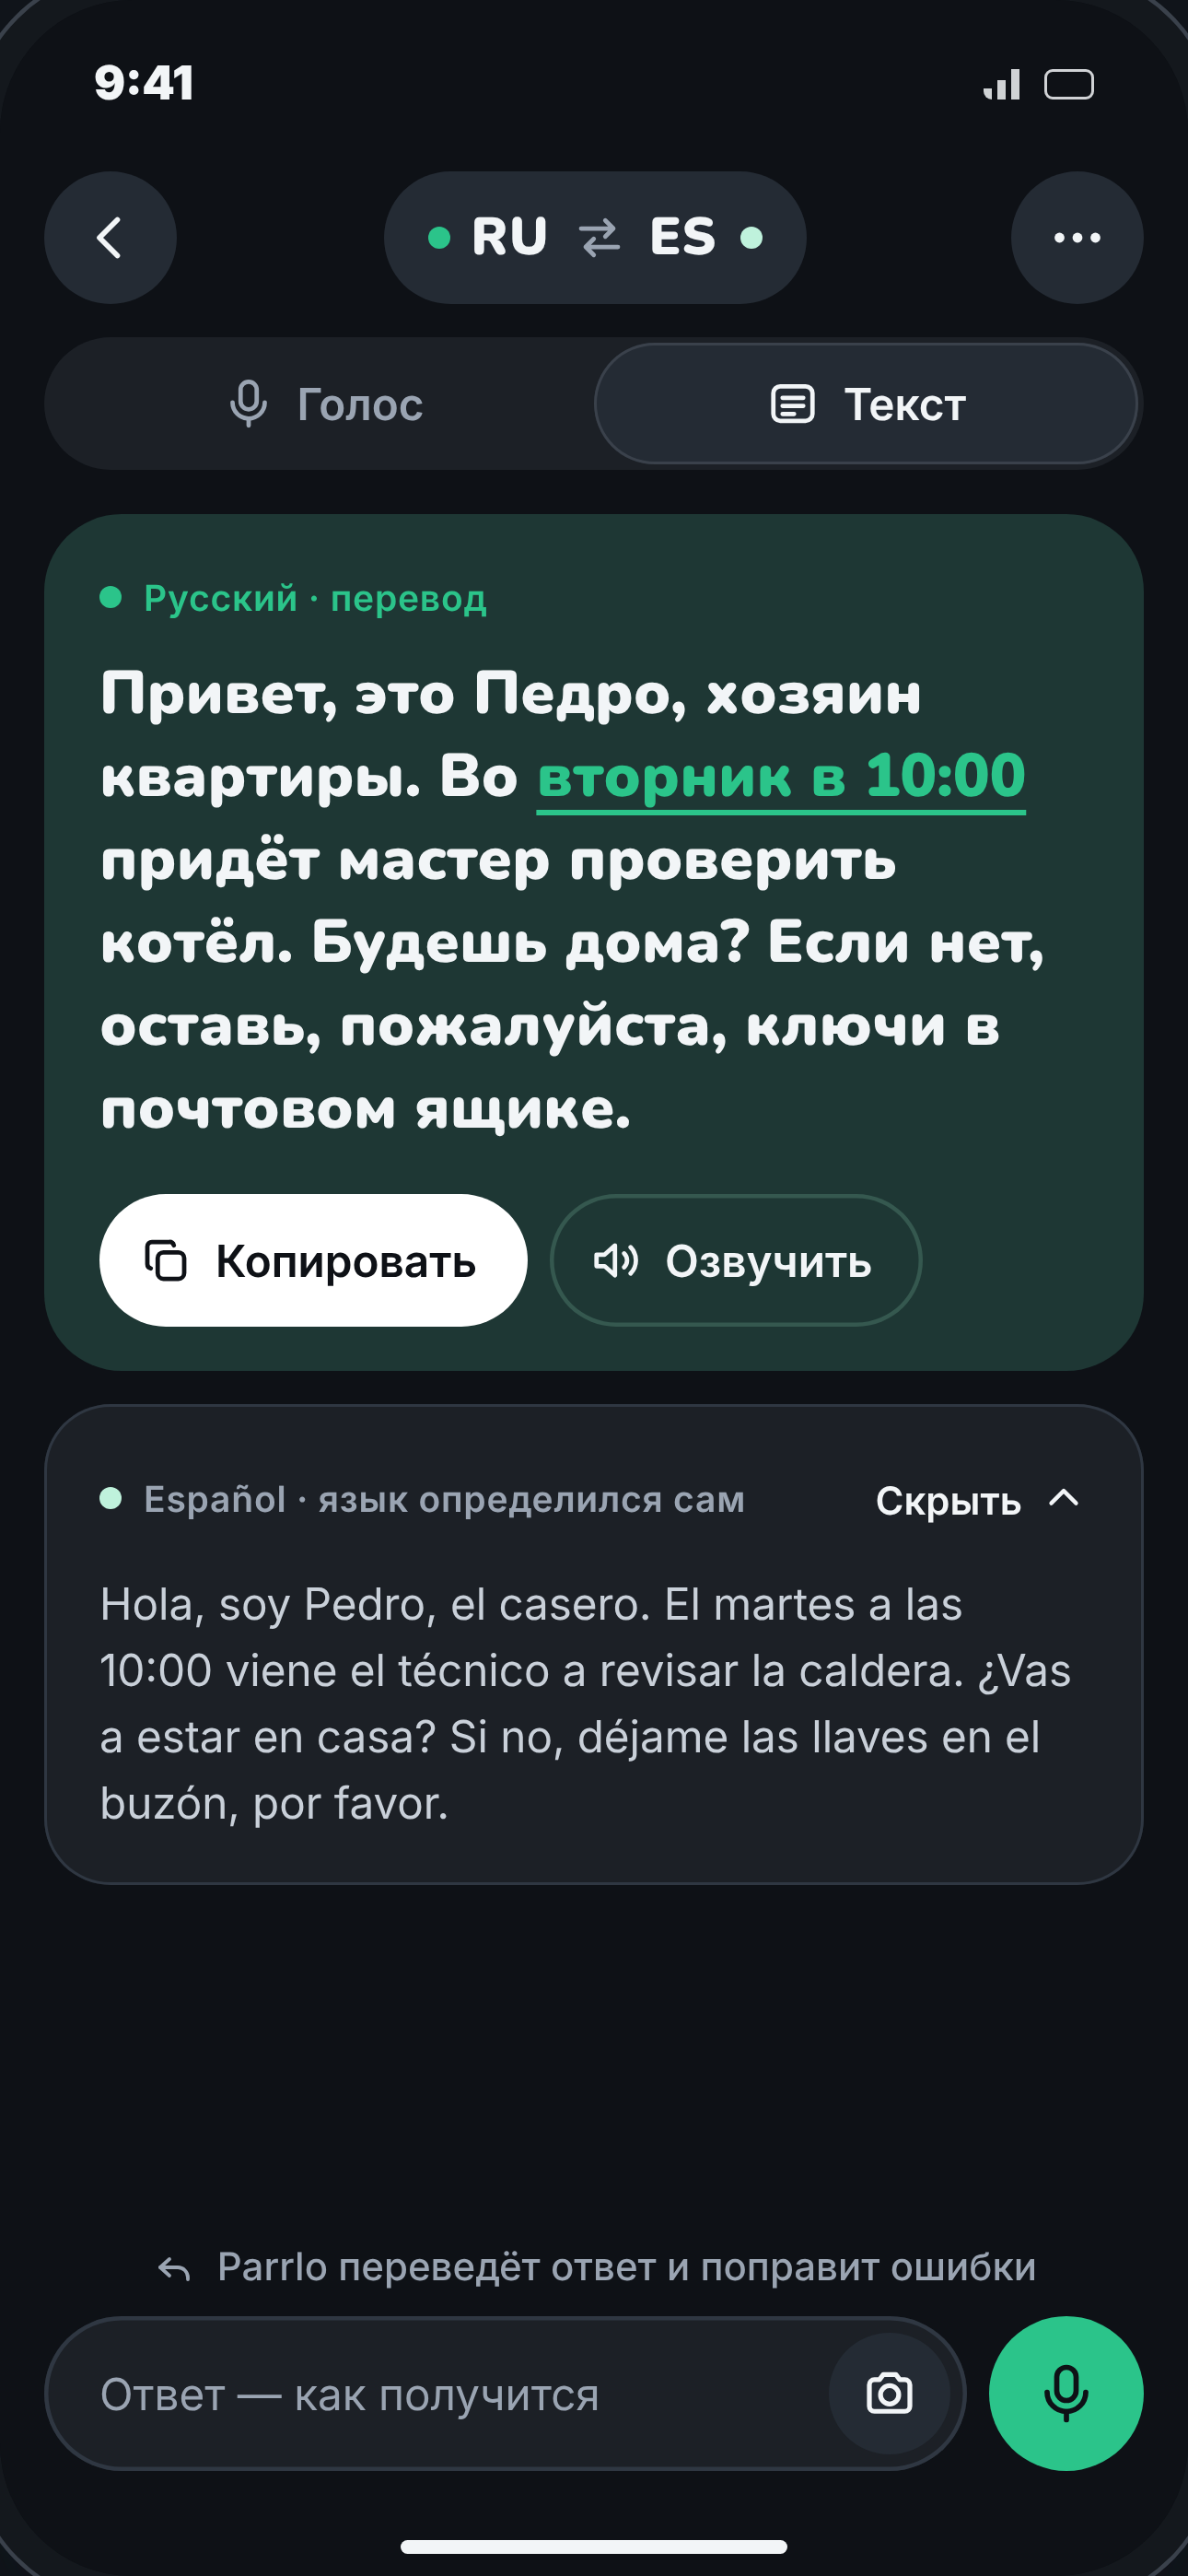 9:41
RU ES
Голос
Текст
Русский · перевод
Привет, это Педро, хозяин
квартиры. Во вторник в 10:00
придёт мастер проверить
котёл. Будешь дома? Если нет,
оставь, пожалуйста, ключи в
почтовом ящике.
Копировать
Озвучить
Español · язык определился сам
Скрыть
Hola, soy Pedro, el casero. El martes a las
10:00 viene el técnico a revisar la caldera. ¿Vas
a estar en casa? Si no, déjame las llaves en el
buzón, por favor.
Parrlo переведёт ответ и поправит ошибки
Ответ — как получится